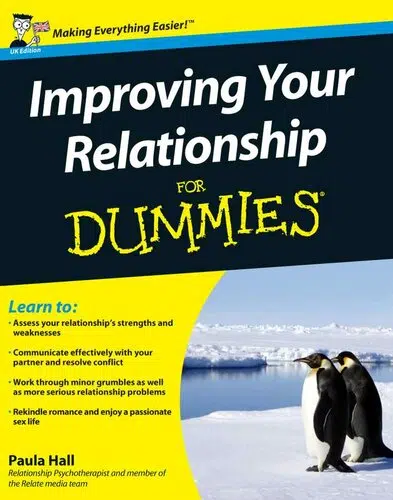 Making Everything Easier!™
UK Edition
Improving Your
Relationship
FOR
DUMMIES®
Learn to:
• Assess your relationship's strengths and
weaknesses
• Communicate effectively with your
partner and resolve conflict
• Work through minor grumbles as well
as more serious relationship problems
• Rekindle romance and enjoy a passionate
sex life
Paula Hall
Relationship Psychotherapist and member of
the Relate media team